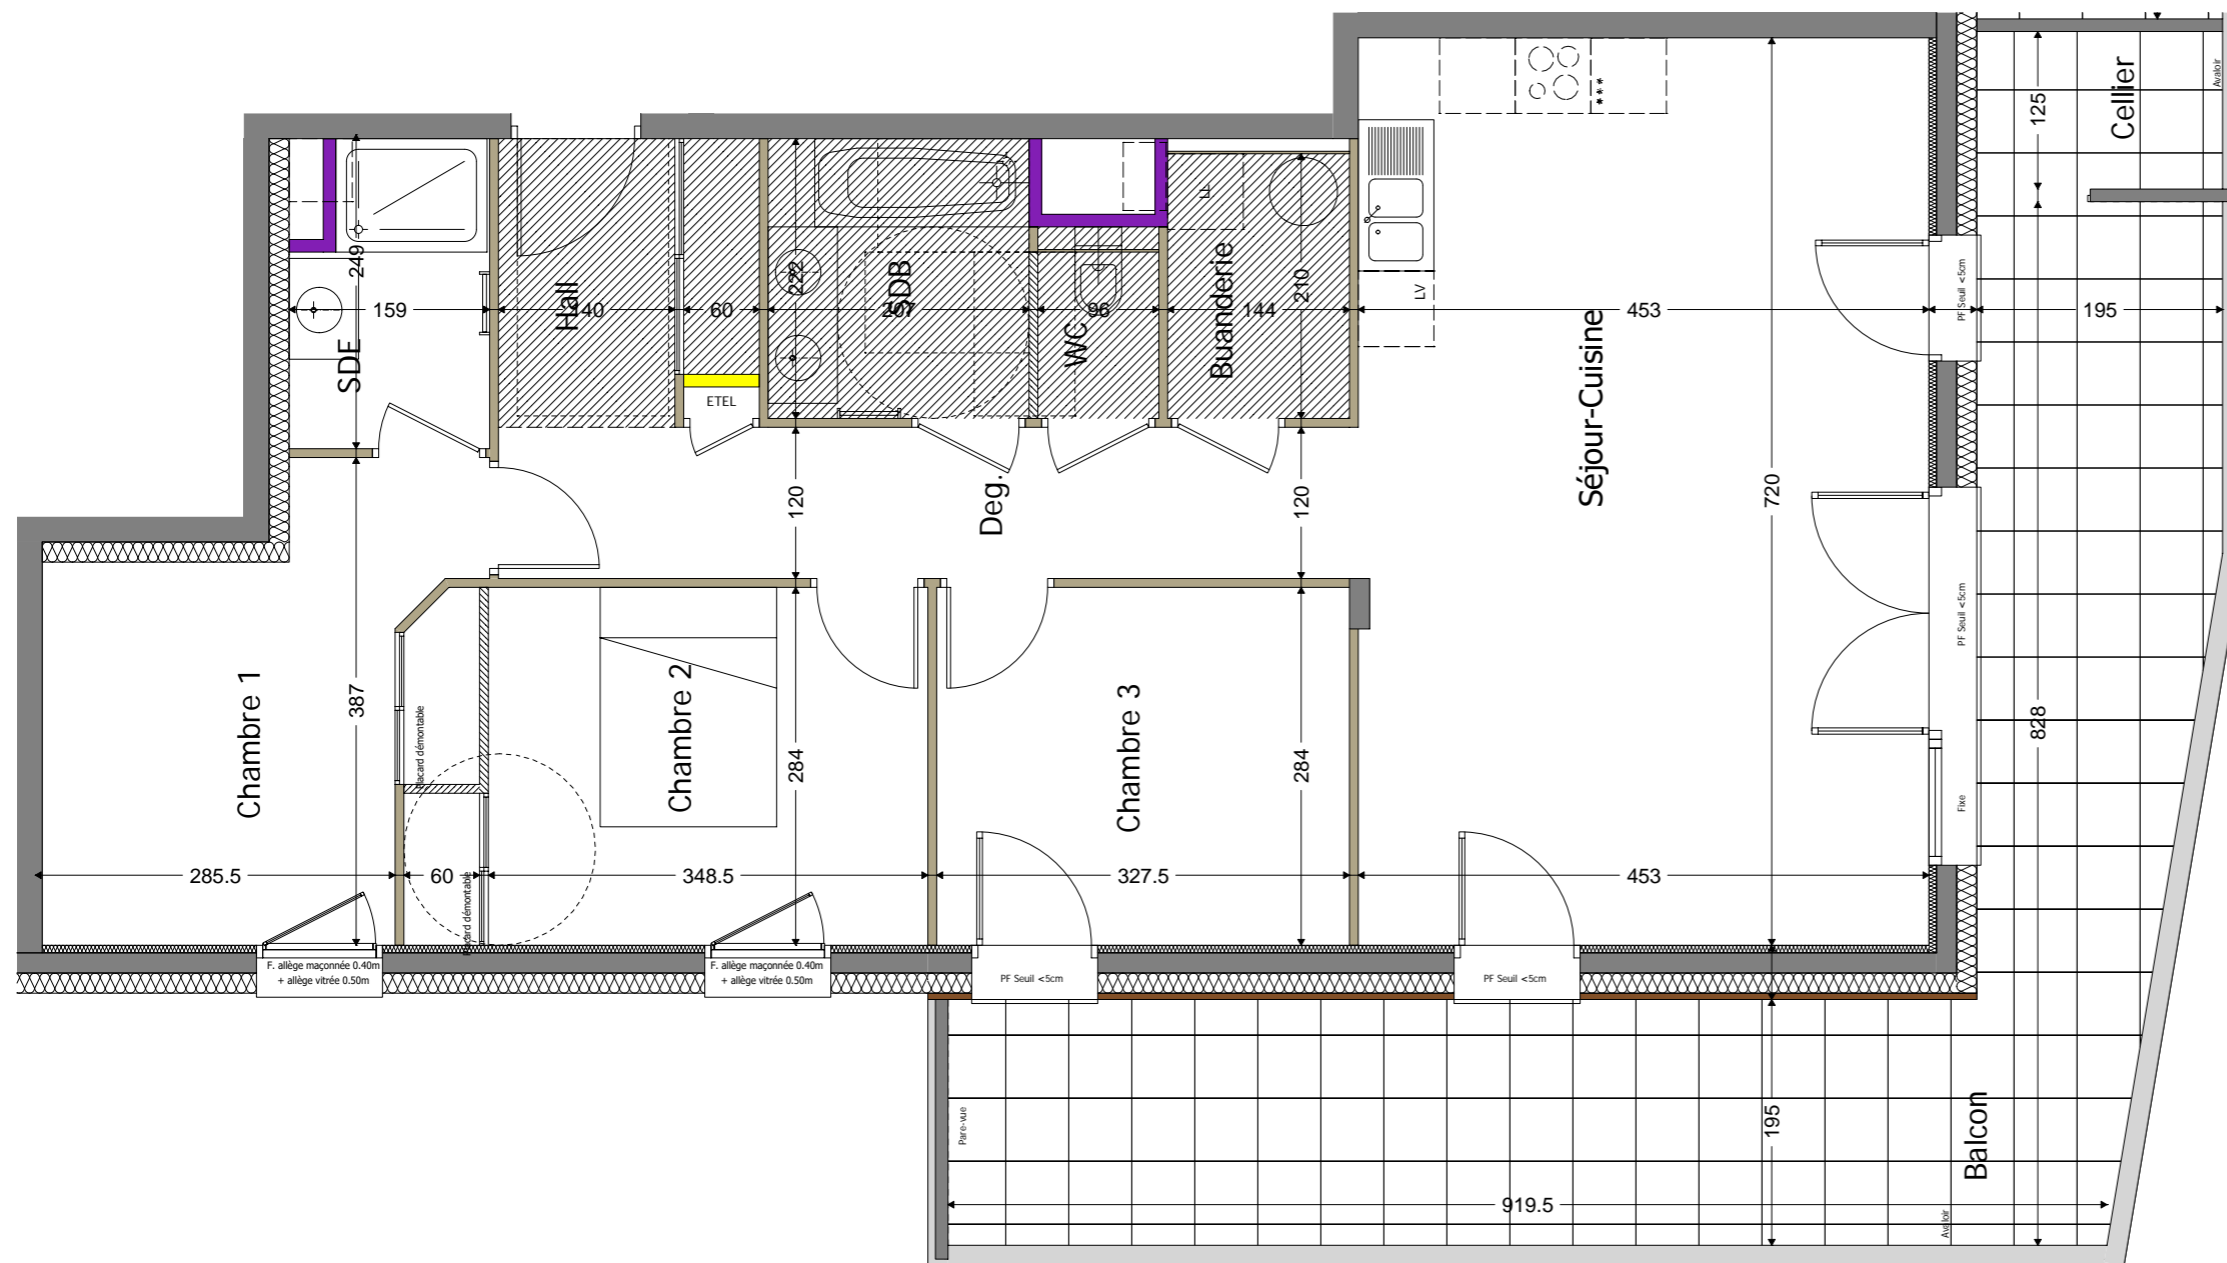 Cellier
Avaloir
125
***
LF
249
159
SDE
Hall
140
60
222
SDB
207
96
WC
Buanderie
144
210
LV
453
Séjour-Cuisine
PF Seuil <5cm
195
ETEL
120
Deg.
120
720
PF Seuil <5cm
828
Fixe
Chambre 1
387
Placard démontable
Chambre 2
284
Chambre 3
284
285.5
60
Placard démontable
348.5
327.5
453
F. allège maçonnée 0.40m
+ allège vitrée 0.50m
F. allège maçonnée 0.40m
+ allège vitrée 0.50m
PF Seuil <5cm
PF Seuil <5cm
Pare-vue
195
Balcon
919.5
Avaloir